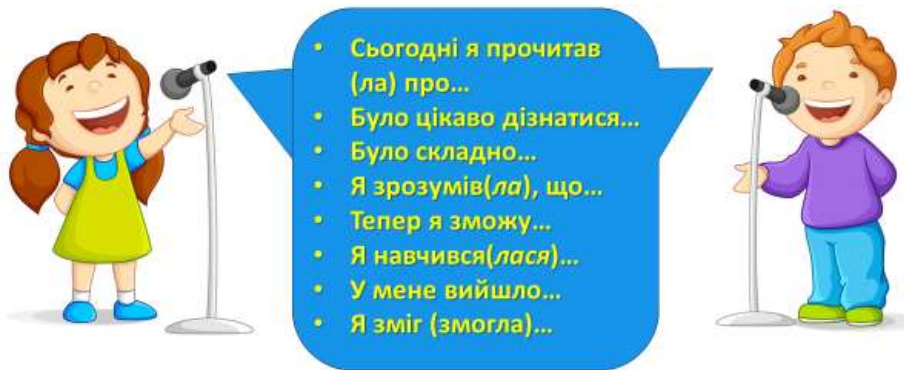 • Сьогодні я прочитав
(ла) про...
• Було цікаво дізнатися...
• Було складно...
• Я зрозумів(ла), що...
• Тепер я зможу...
• Я навчився(лася)...
• У мене вийшло...
• Я зміг (змогла)...